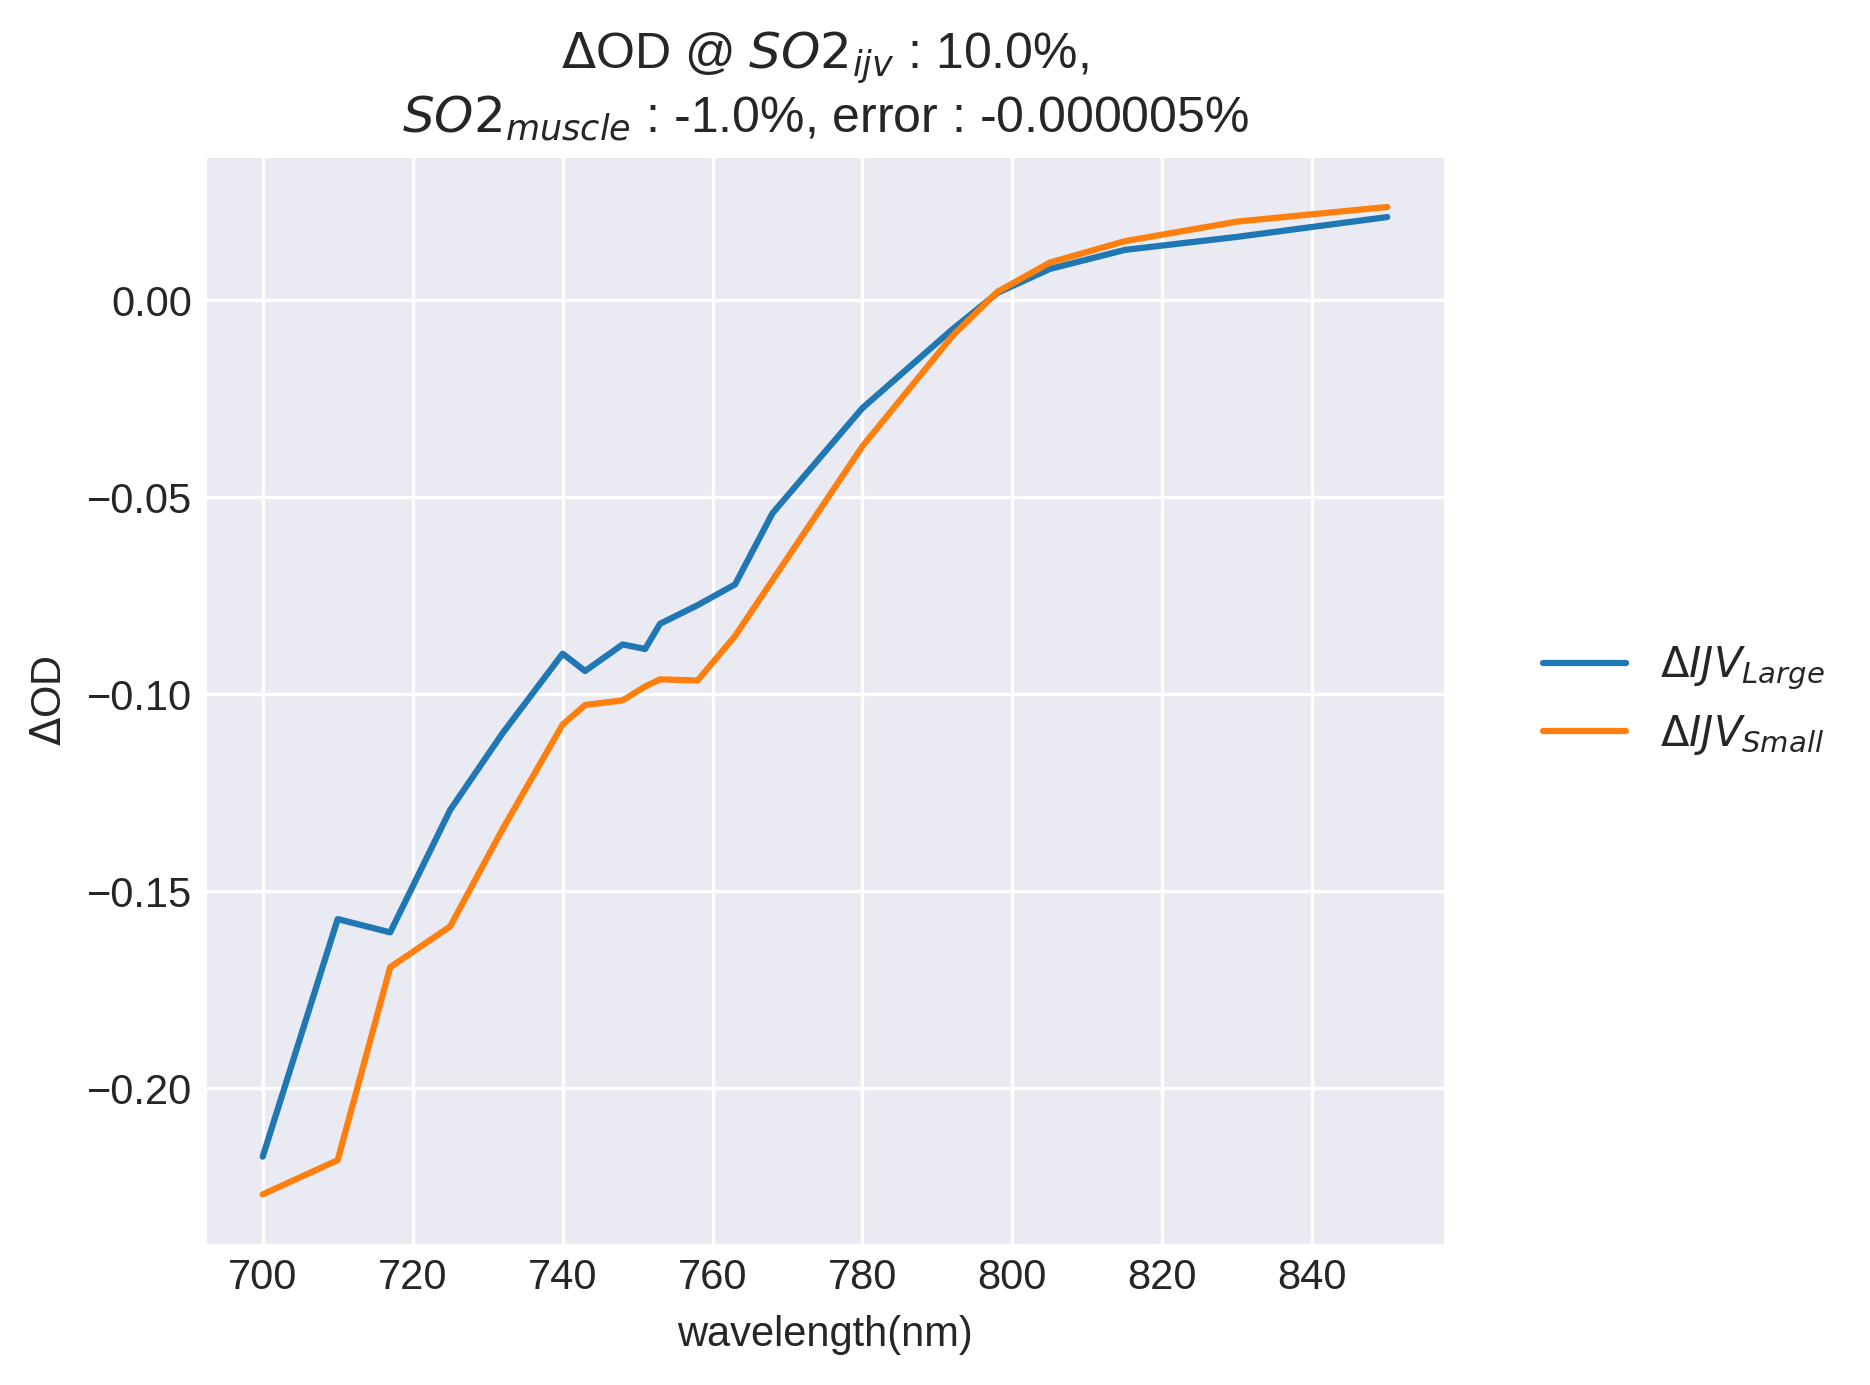 ΔOD @ SO2ijv : 10.0%,
SO2muscle : -1.0%, error : -0.000005%
0.00
−0.05
−0.10
−0.15
−0.20
ΔOD
700 720 740 760 780 800 820 840
wavelength(nm)
ΔIJVLarge
ΔIJVSmall